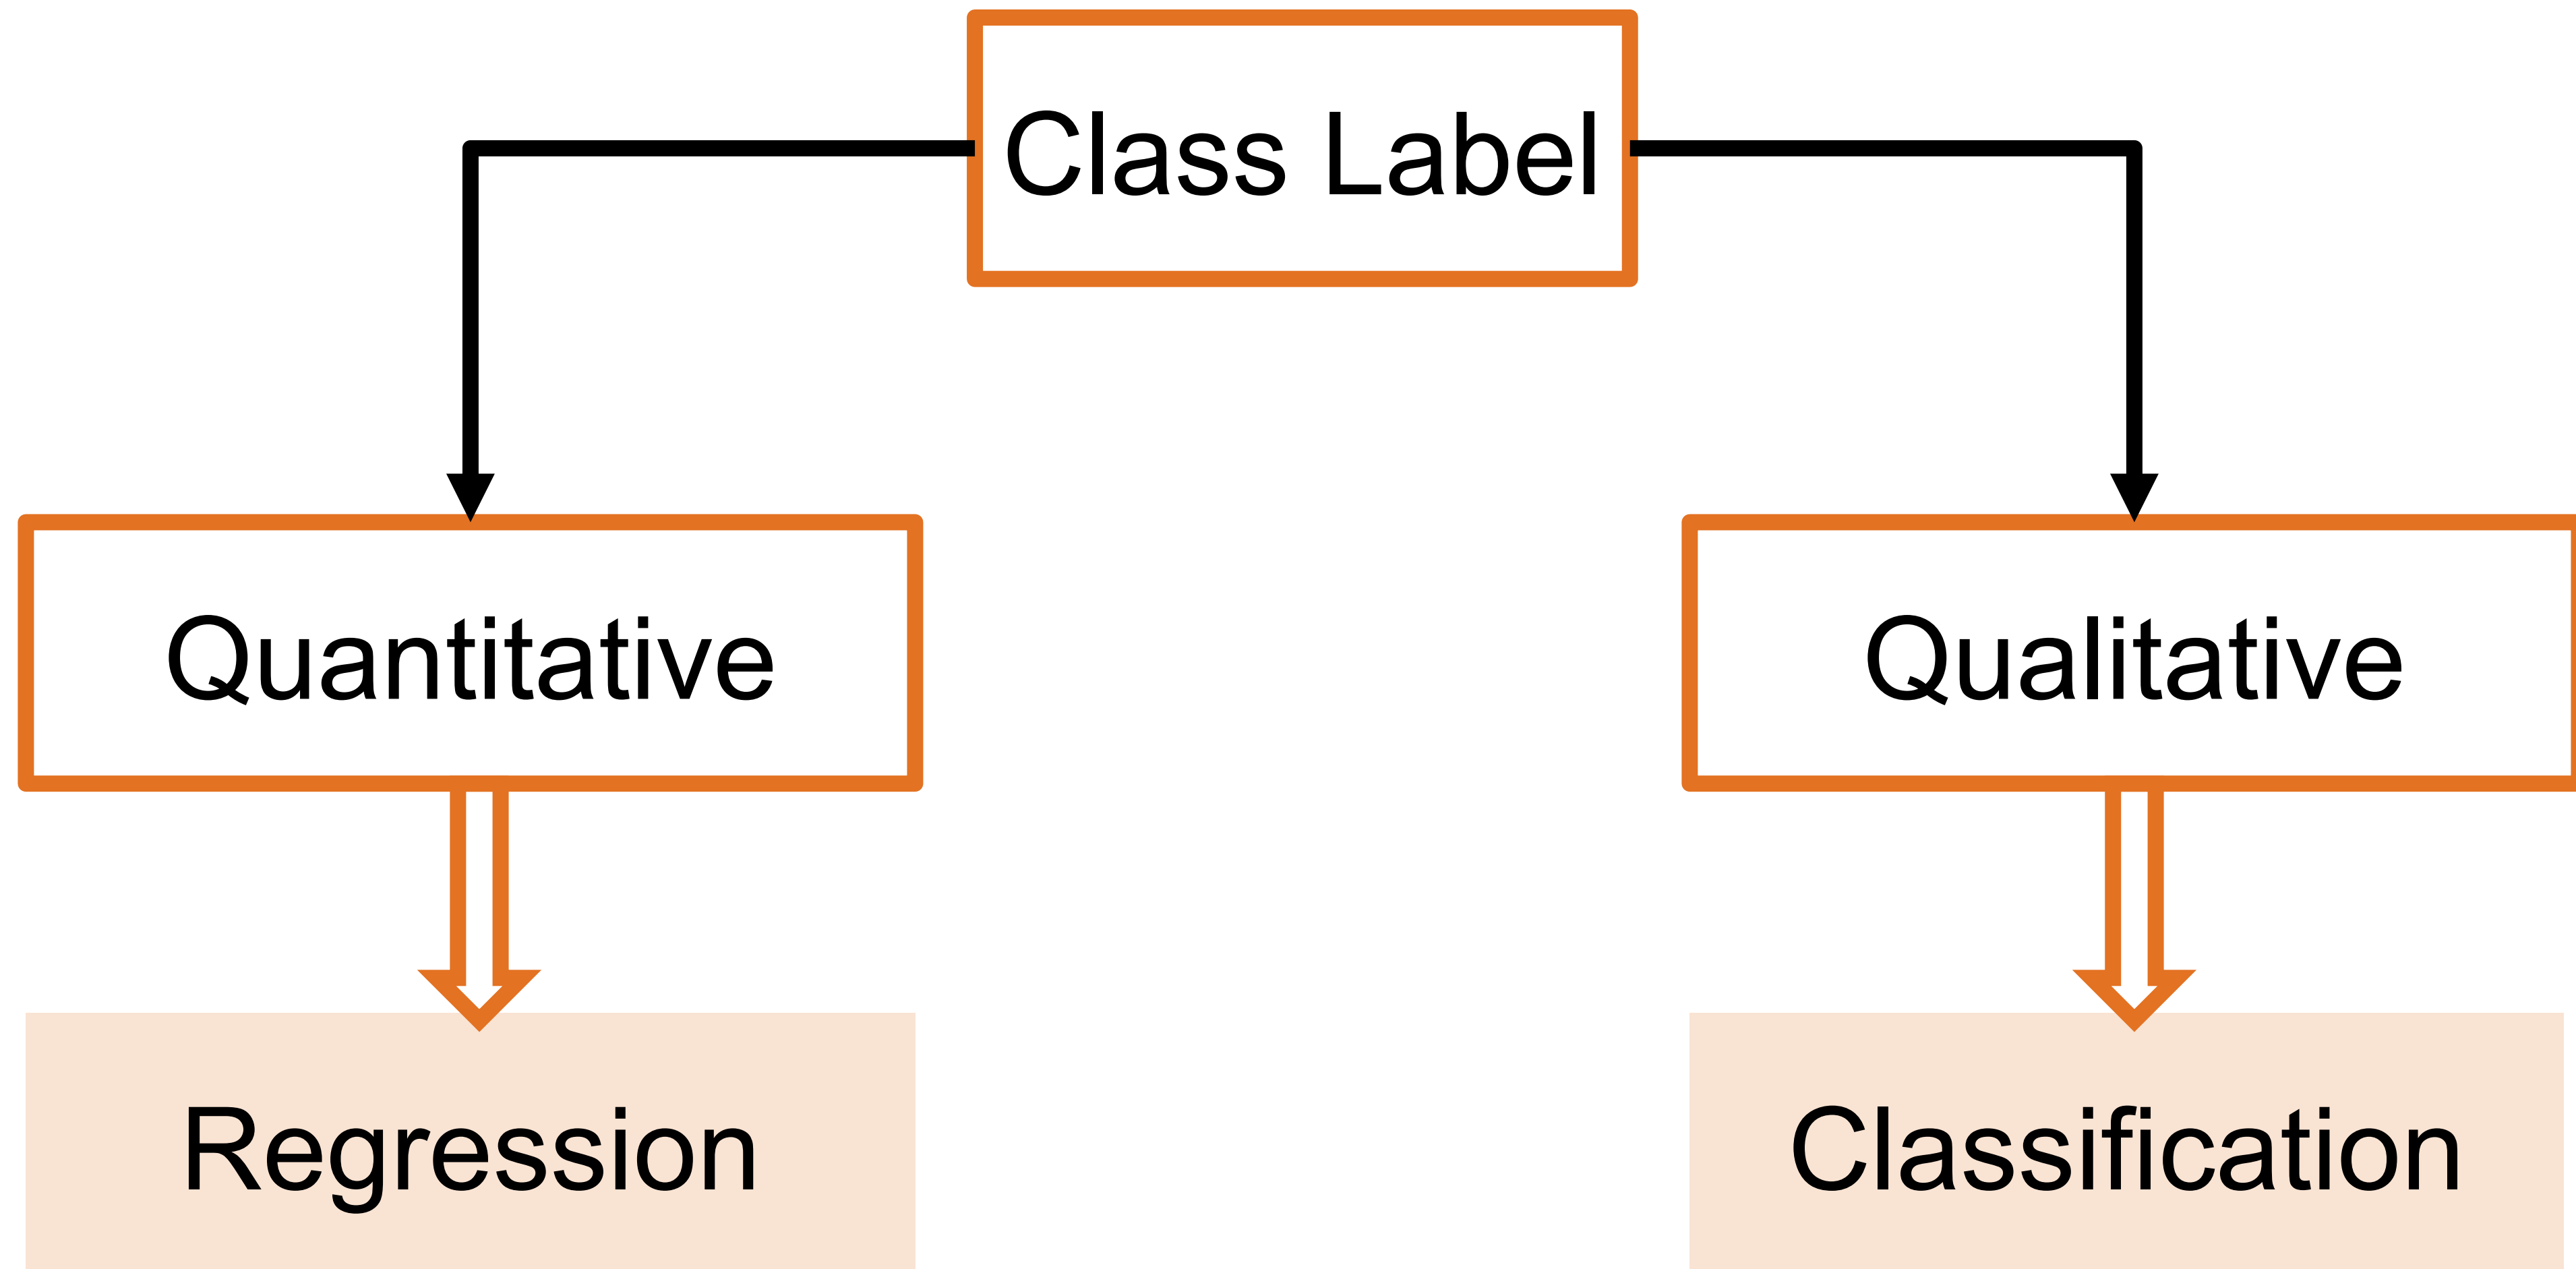 Class Label
Quantitative
Qualitative
Regression
Classification